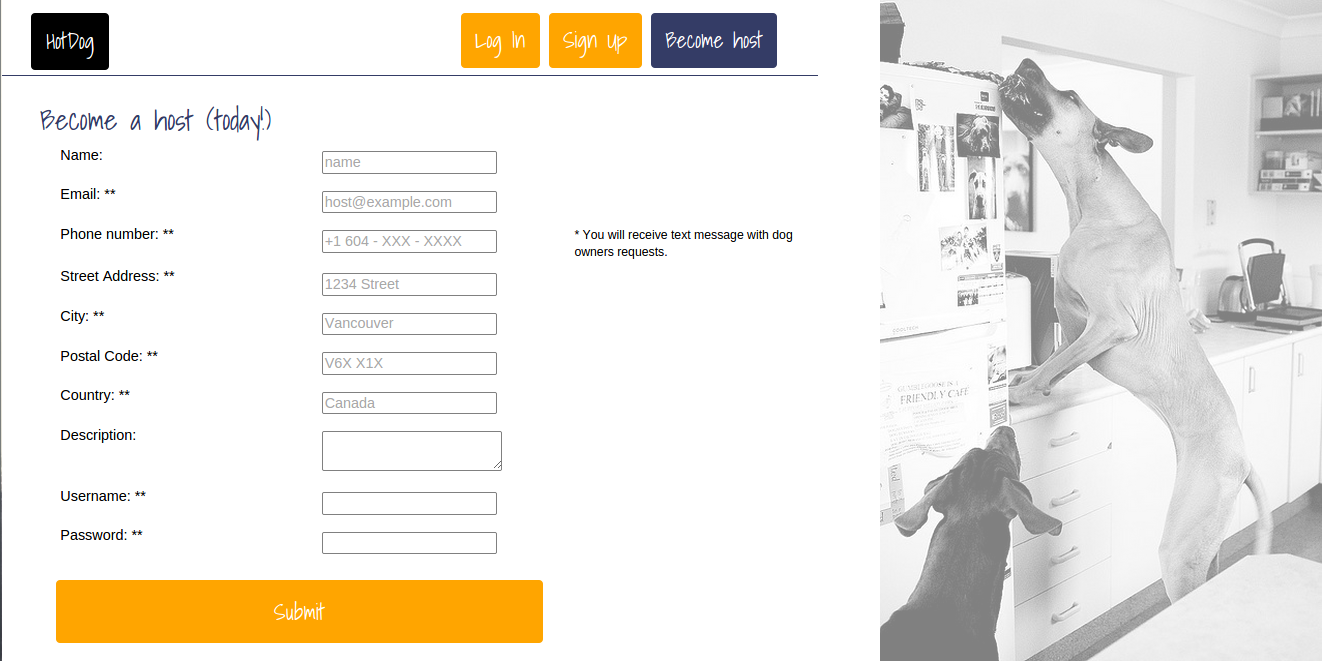 HotDog
Log In
Sign Up
Become host
Become a host (today!)
Name:
name
Email: **
host@example.com
Phone number: **
+1 604 - XXX - XXXX
* You will receive text message with dog
owners requests.
Street Address: **
1234 Street
City: **
Vancouver
Postal Code: **
V6X X1X
Country: **
Canada
Description:
Username: **
Password: **
Submit
FRIENDLY CAFE